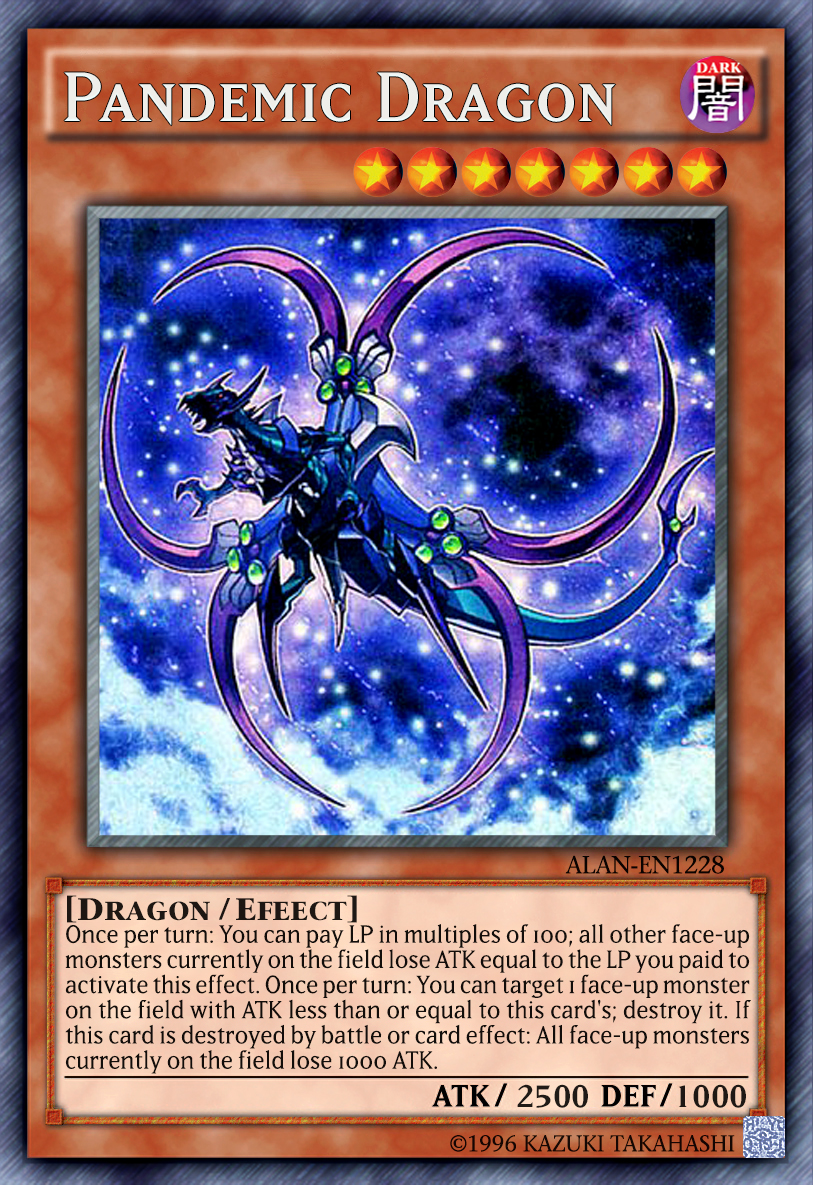 Pandemic Dragon
DARK
闇
ALAN-EN1228
[Dragon / Efeect]
Once per turn: You can pay LP in multiples of 100; all other face-up
monsters currently on the field lose ATK equal to the LP you paid to
activate this effect. Once per turn: You can target 1 face-up monster
on the field with ATK less than or equal to this card's; destroy it. If
this card is destroyed by battle or card effect: All face-up monsters
currently on the field lose 1000 ATK.
ATK/ 2500 DEF/1000
©1996 KAZUKI TAKAHASHI